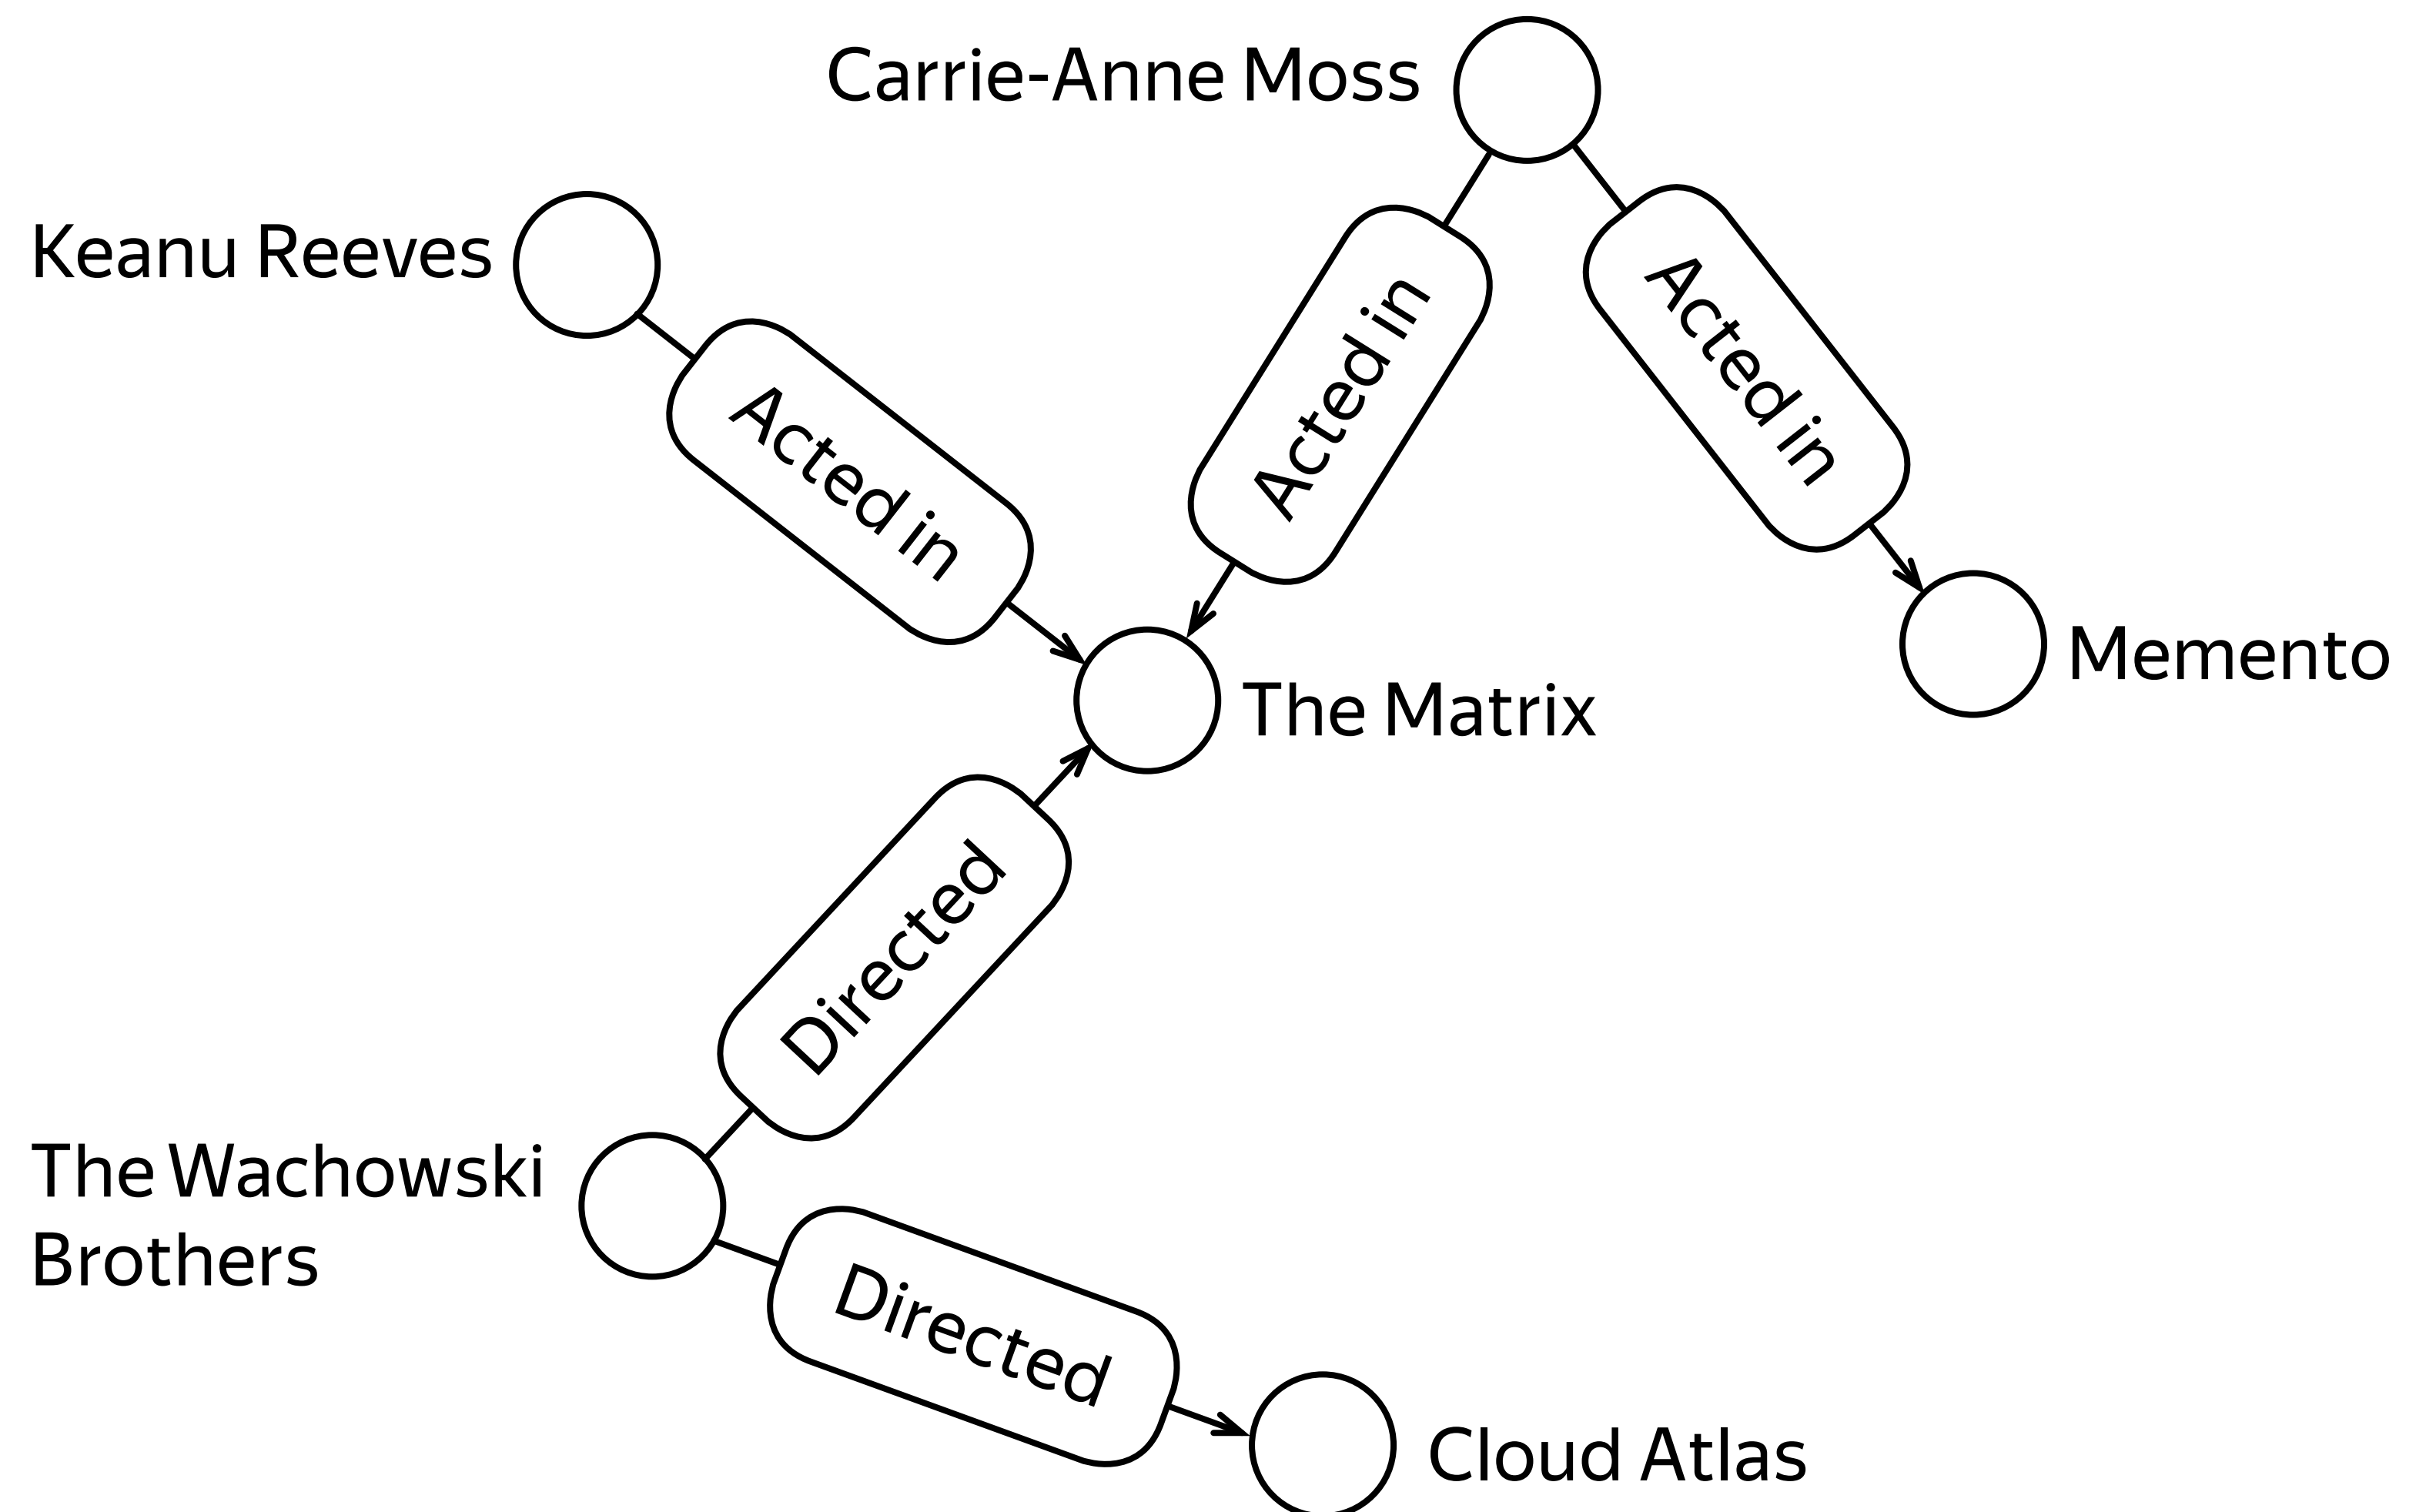 Carrie-Anne Moss
Keanu Reeves
Acted in
Acted in
Acted in
The Matrix
Memento
Directed
The Wachowski
Brothers
Directed
Cloud Atlas